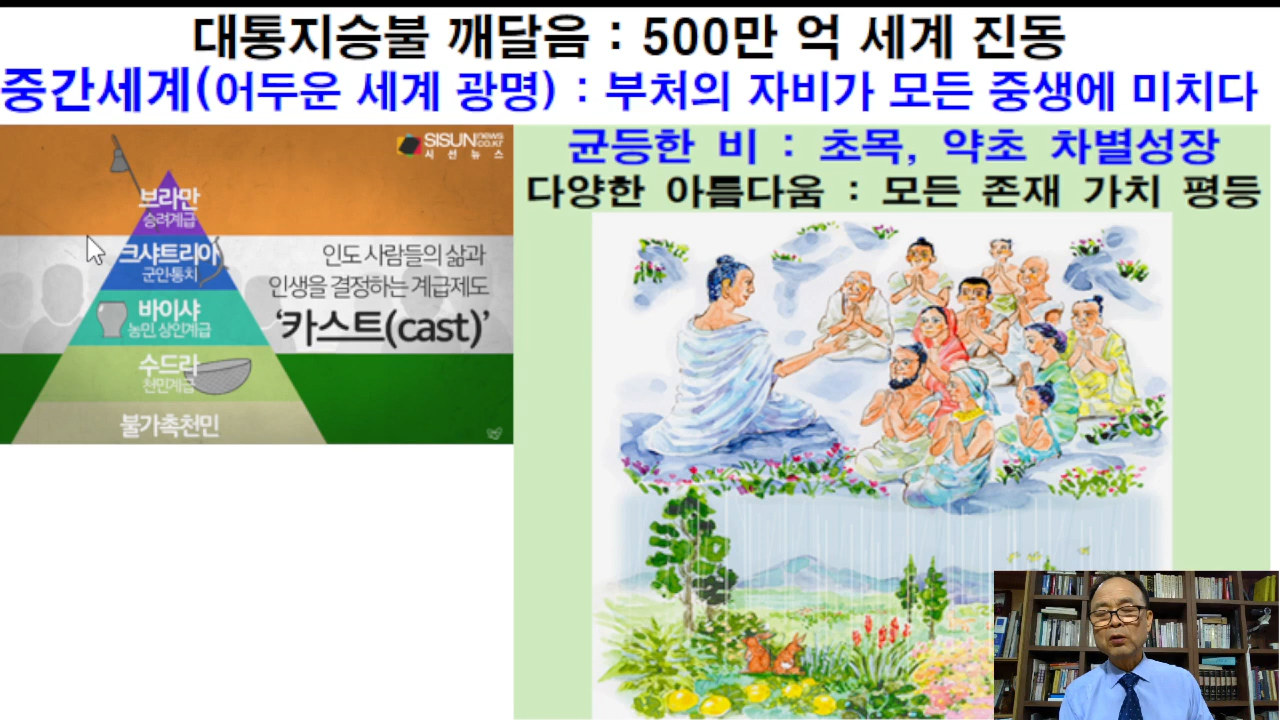 대통지승불 깨달음 : 500만 억 세계 진동
중간세계(어두운 세계 광명) : 부처의 자비가 모든 중생에 미치다
SISUN news co.kr
시선뉴스
보라만
승려계급
크샤트리아
군인·통치
바이샤
농민 상인계급
수드라
천민계급
불가촉천민
인도 사람들의 삶과
인생을 결정하는 계급제도
‘카스트(cast)’
균등한 비 : 초목, 약초 차별성장
다양한 아름다움 : 모든 존재 가치 평등